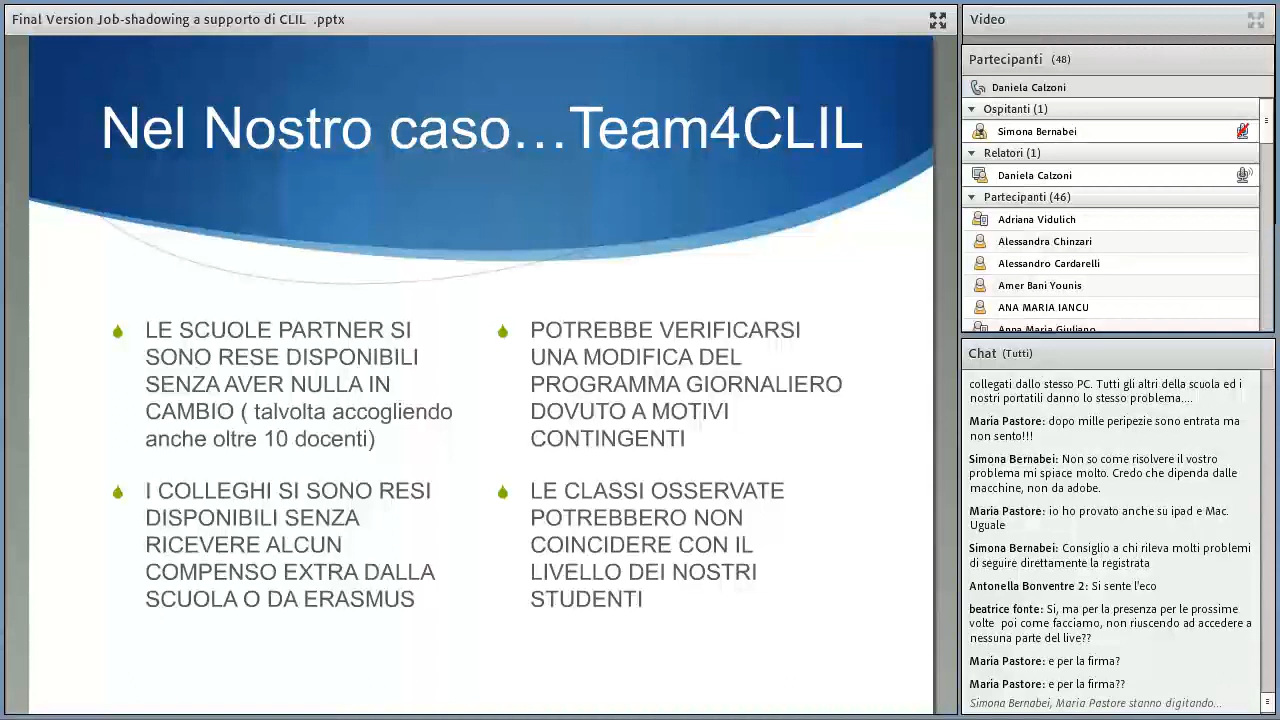 Final Version Job-shadowing a supporto di CLIL .pptx
Nel Nostro caso…Team4CLIL
LE SCUOLE PARTNER SI
SONO RESE DISPONIBILI
SENZA AVER NULLA IN
CAMBIO ( talvolta accogliendo
anche oltre 10 docenti)
I COLLEGHI SI SONO RESI
DISPONIBILI SENZA
RICEVERE ALCUN
COMPENSO EXTRA DALLA
SCUOLA O DA ERASMUS
POTREBBE VERIFICARSI
UNA MODIFICA DEL
PROGRAMMA GIORNALIERO
DOVUTO A MOTIVI
CONTINGENTI
LE CLASSI OSSERVATE
POTREBBERO NON
COINCIDERE CON IL
LIVELLO DEI NOSTRI
STUDENTI
Video
Partecipanti (48)
Daniela Calzoni
Ospitanti (1)
Simona Bernabei
Relatori (1)
Daniela Calzoni
Partecipanti (46)
Adriana Vidulich
Alessandra Chinzari
Alessandro Cardarelli
Amer Bani Younis
ANA MARIA IANCU
Anna Maria Giuliano
Chat (Tutti)
collegati dallo stesso PC. Tutti gli altri della scuola ed i
nostri portatili danno lo stesso problema....
Maria Pastore: dopo mille peripezie sono entrata ma
non sento!!!
Simona Bernabei: Non so come risolvere il vostro
problema mi spiace molto. Credo che dipenda dalle
macchine, non da adobe.
Maria Pastore: io ho provato anche su ipad e Mac.
Uguale
Simona Bernabei: Consiglio a chi rileva molti problemi
di seguire direttamente la registrata
Antonella Bonventre 2: Si sente l'eco
beatrice fonte: Si, ma per la presenza per le prossime
volte poi come facciamo, non riuscendo ad accedere a
nessuna parte del live??
Maria Pastore: e per la firma?
Maria Pastore: e per la firma??
Simona Bernabei, Maria Pastore stanno digitando...